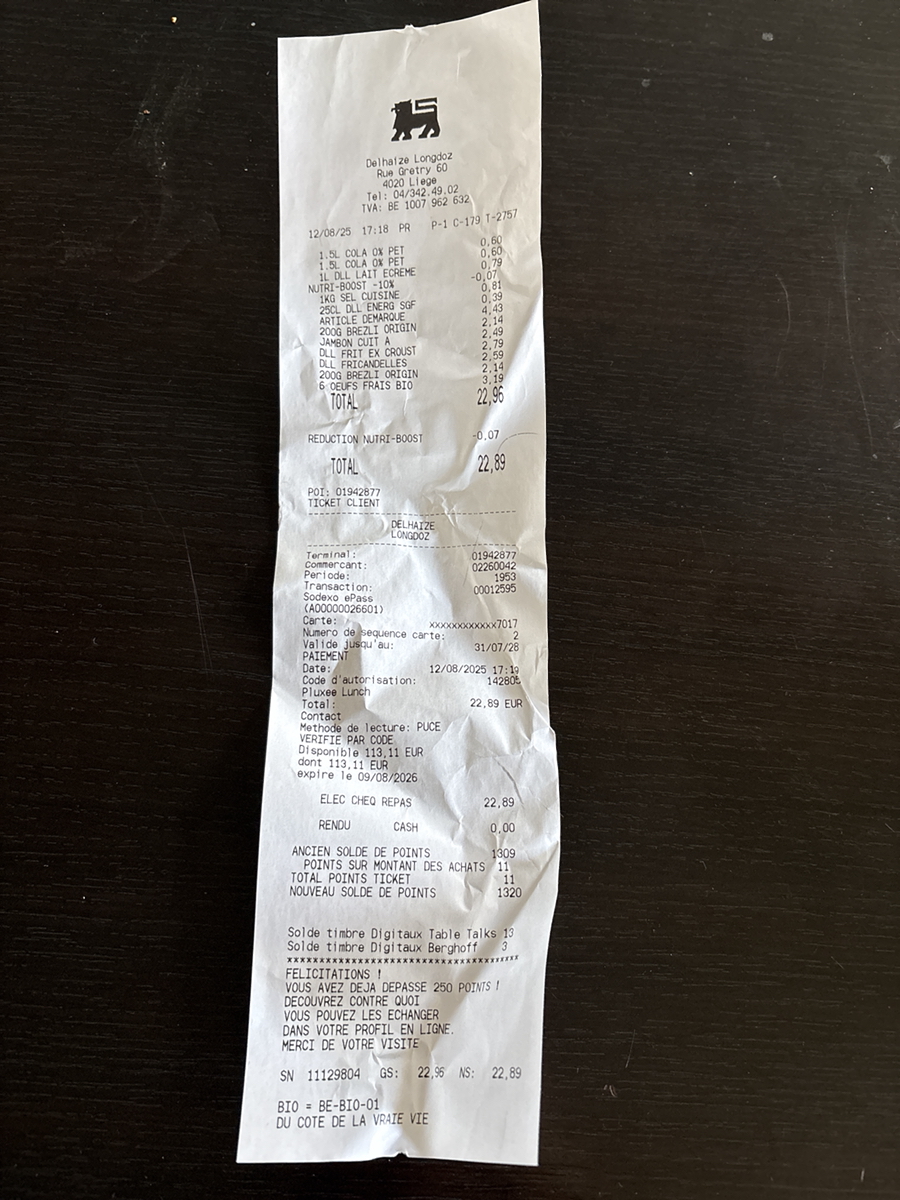 Delhaize Longdoz
Rue Gretry 60
4020 Liege
Tel: 04/342.49.02
TVA: BE 1007 962 632
12/08/25 17:18 PR P-1 C-179 T-2757
1.5L COLA 0% PET 0,60
1.5L COLA 0% PET 0,60
1L DLL LAIT ECREME 0,79
NUTRI-BOOST -10% -0,07
1KG SEL CUISINE 0,81
25CL DLL ENERG SGF 0,39
ARTICLE DEMARQUE 4,43
200G BREZLI ORIGIN 2,14
JAMBON CUIT A 2,49
DLL FRIT EX CROUST 2,79
DLL FRICANDELLES 2,59
200G BREZLI ORIGIN 2,14
6 OEUFS FRAIS BIO 3,19
TOTAL 22,96
REDUCTION NUTRI-BOOST -0,07
TOTAL 22,89
POI: 01942877
TICKET CLIENT
DELHAIZE
LONGDOZ
Terminal: 01942877
Commercant: 02260042
Periode: 1953
Transaction: 00012595
Sodexo ePass
(A00000026601)
Carte: xxxxxxxxxxxx7017
Numero de sequence carte: 2
Valide jusqu'au: 31/07/28
PAIEMENT
Date: 12/08/2025 17:19
Code d'autorisation: 142805
Pluxee Lunch
Total: 22,89 EUR
Contact
Methode de lecture: PUCE
VERIFIE PAR CODE
Disponible 113,11 EUR
dont 113,11 EUR
expire le 09/08/2026
ELEC CHEQ REPAS 22,89
RENDU CASH 0,00
ANCIEN SOLDE DE POINTS 1309
POINTS SUR MONTANT DES ACHATS 11
TOTAL POINTS TICKET 11
NOUVEAU SOLDE DE POINTS 1320
Solde timbre Digitaux Table Talks 13
Solde timbre Digitaux Berghoff 3
***************************************
FELICITATIONS !
VOUS AVEZ DEJA DEPASSE 250 POINTS !
DECOUVREZ CONTRE QUOI
VOUS POUVEZ LES ECHANGER
DANS VOTRE PROFIL EN LIGNE.
MERCI DE VOTRE VISITE
SN 11129804 GS: 22,96 NS: 22,89
BIO = BE-BIO-01
DU COTE DE LA VRAIE VIE